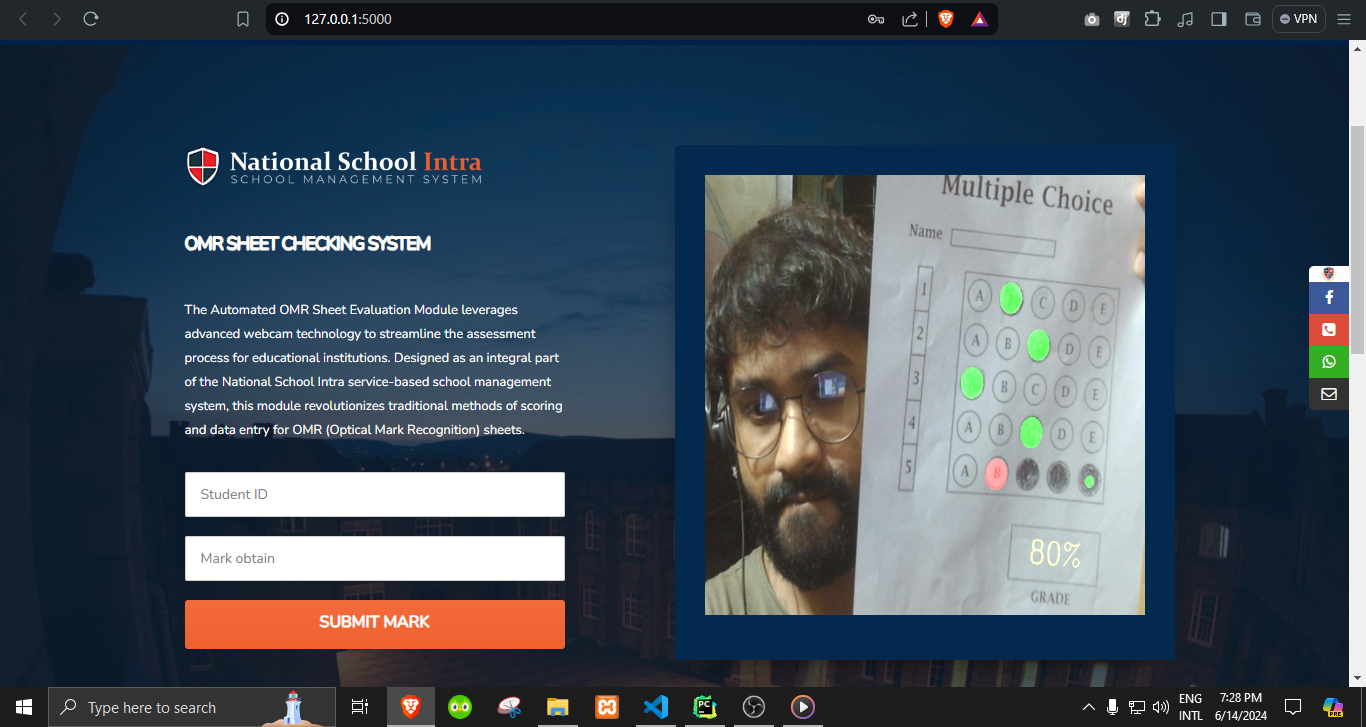 127.0.0.1:5000
VPN
National School Intra
SCHOOL MANAGEMENT SYSTEM
OMR SHEET CHECKING SYSTEM
The Automated OMR Sheet Evaluation Module leverages
advanced webcam technology to streamline the assessment
process for educational institutions. Designed as an integral part
of the National School Intra service-based school management
system, this module revolutionizes traditional methods of scoring
and data entry for OMR (Optical Mark Recognition) sheets.
Student ID
Mark obtain
SUBMIT MARK
Multiple Choice
Name
1 A C D E
2 A B D E
3 B C D E
4 A B D E
5 A B D
80%
GRADE
Type here to search
PC
PRE
ENG
INTL
7:28 PM
6/14/2024